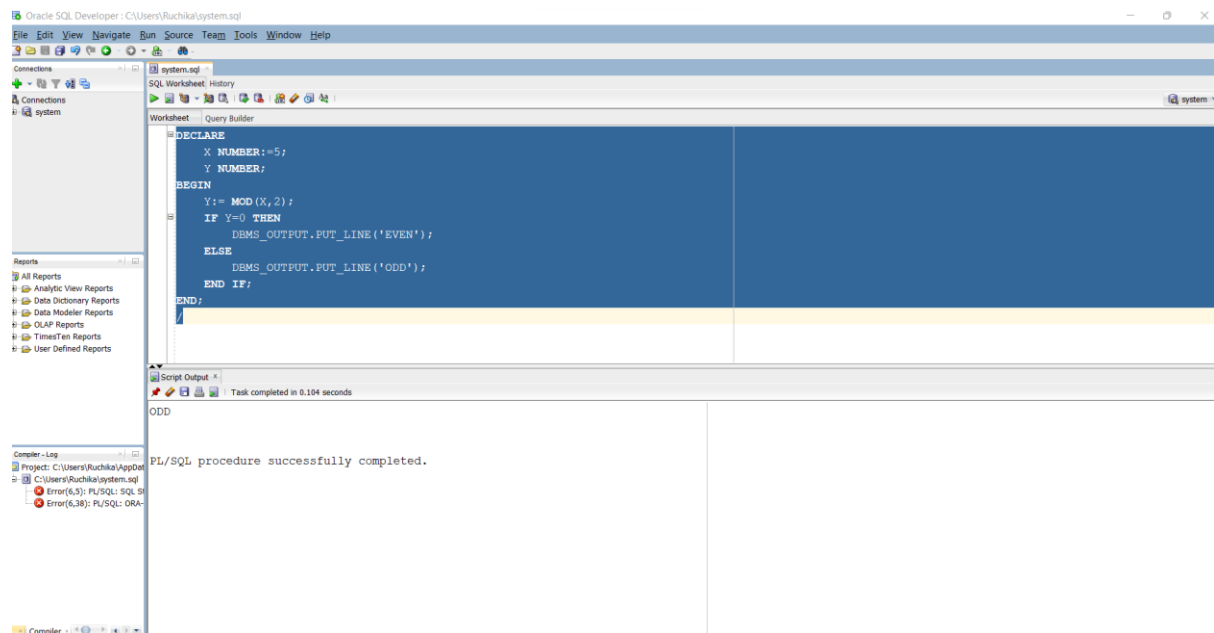 Oracle SQL Developer : C:\Users\Ruchika\system.sql
File Edit View Navigate Run Source Team Tools Window Help
Connections
Connections
system
system.sql
SQL Worksheet History
system
Worksheet Query Builder
DECLARE
X NUMBER:=5;
Y NUMBER;
BEGIN
Y:= MOD(X,2);
IF Y=0 THEN
DBMS_OUTPUT.PUT_LINE('EVEN');
ELSE
DBMS_OUTPUT.PUT_LINE('ODD');
END IF;
END;
/
Reports
All Reports
Analytic View Reports
Data Dictionary Reports
Data Modeler Reports
OLAP Reports
TimesTen Reports
User Defined Reports
Script Output
Task completed in 0.104 seconds
ODD
PL/SQL procedure successfully completed.
Compiler - Log
Project: C:\Users\Ruchika\AppDat
C:\Users\Ruchika\system.sql
Error(6,5): PL/SQL: SQL S
Error(6,38): PL/SQL: ORA-
Compiler